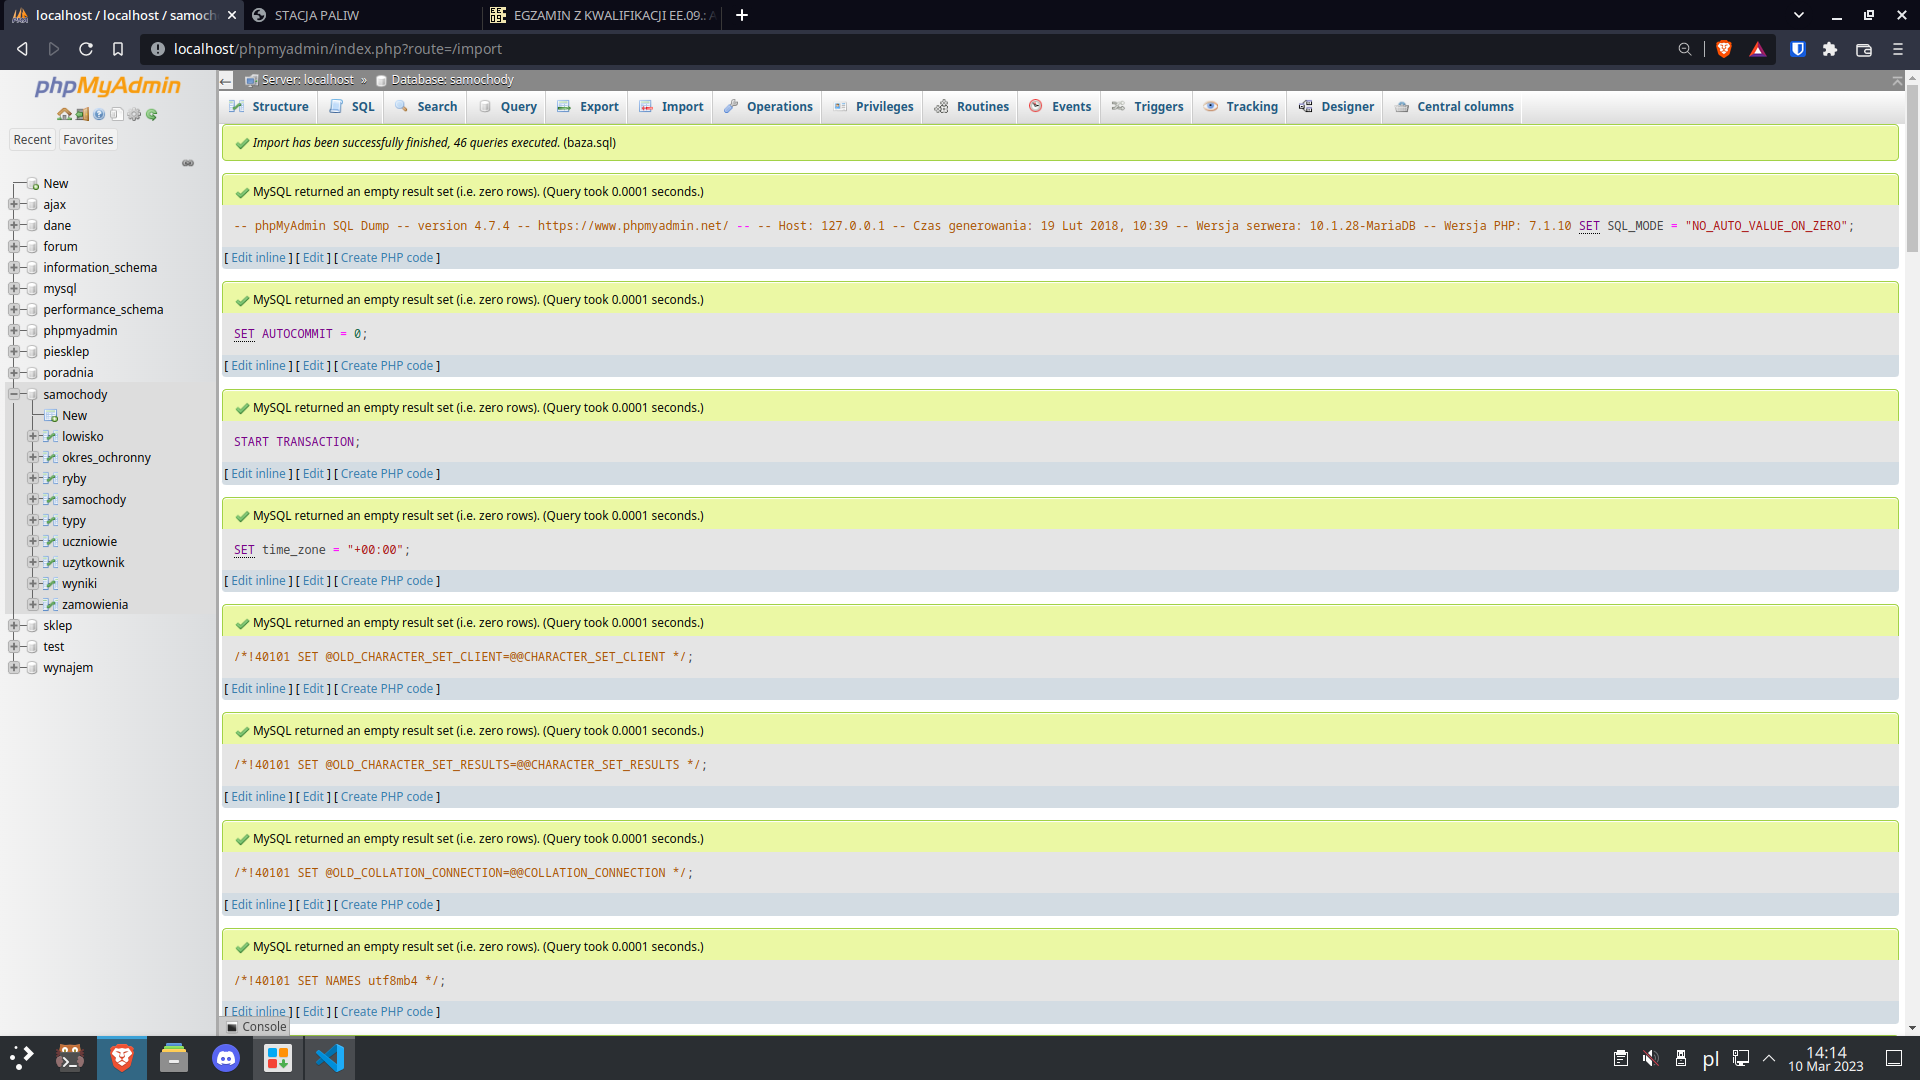 localhost / localhost / samoch
STACJA PALIW
EGZAMIN Z KWALIFIKACJI EE.09.: A
localhost/phpmyadmin/index.php?route=/import
phpMyAdmin
Recent
Favorites
New
ajax
dane
forum
information_schema
mysql
performance_schema
phpmyadmin
piesklep
poradnia
samochody
New
lowisko
okres_ochronny
ryby
samochody
typy
uczniowie
uzytkownik
wyniki
zamowienia
sklep
test
wynajem
Server: localhost » Database: samochody
Structure SQL Search Query Export Import Operations Privileges Routines Events Triggers Tracking Designer Central columns
Import has been successfully finished, 46 queries executed. (baza.sql)
MySQL returned an empty result set (i.e. zero rows). (Query took 0.0001 seconds.)
-- phpMyAdmin SQL Dump -- version 4.7.4 -- https://www.phpmyadmin.net/ -- -- Host: 127.0.0.1 -- Czas generowania: 19 Lut 2018, 10:39 -- Wersja serwera: 10.1.28-MariaDB -- Wersja PHP: 7.1.10 SET SQL_MODE = "NO_AUTO_VALUE_ON_ZERO";
[ Edit inline ] [ Edit ] [ Create PHP code ]
MySQL returned an empty result set (i.e. zero rows). (Query took 0.0001 seconds.)
SET AUTOCOMMIT = 0;
[ Edit inline ] [ Edit ] [ Create PHP code ]
MySQL returned an empty result set (i.e. zero rows). (Query took 0.0001 seconds.)
START TRANSACTION;
[ Edit inline ] [ Edit ] [ Create PHP code ]
MySQL returned an empty result set (i.e. zero rows). (Query took 0.0001 seconds.)
SET time_zone = "+00:00";
[ Edit inline ] [ Edit ] [ Create PHP code ]
MySQL returned an empty result set (i.e. zero rows). (Query took 0.0001 seconds.)
/*!40101 SET @OLD_CHARACTER_SET_CLIENT=@@CHARACTER_SET_CLIENT */;
[ Edit inline ] [ Edit ] [ Create PHP code ]
MySQL returned an empty result set (i.e. zero rows). (Query took 0.0001 seconds.)
/*!40101 SET @OLD_CHARACTER_SET_RESULTS=@@CHARACTER_SET_RESULTS */;
[ Edit inline ] [ Edit ] [ Create PHP code ]
MySQL returned an empty result set (i.e. zero rows). (Query took 0.0001 seconds.)
/*!40101 SET @OLD_COLLATION_CONNECTION=@@COLLATION_CONNECTION */;
[ Edit inline ] [ Edit ] [ Create PHP code ]
MySQL returned an empty result set (i.e. zero rows). (Query took 0.0001 seconds.)
/*!40101 SET NAMES utf8mb4 */;
[ Edit inline ] [ Edit ] [ Create PHP code ]
Console
pl
14:14
10 Mar 2023